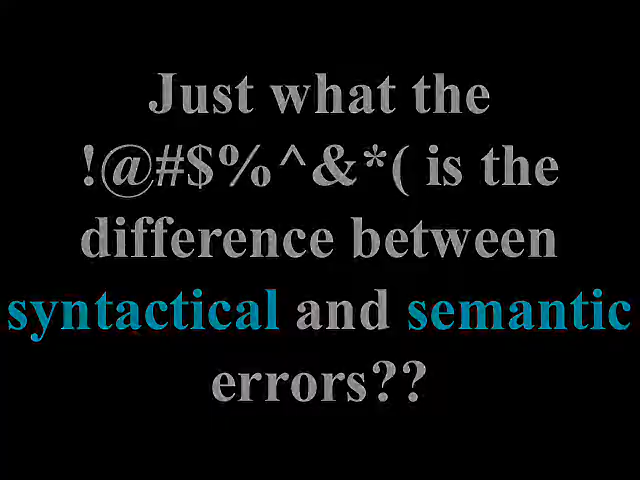 Just what the
!@#$%^&*( is the
difference between
syntactical and semantic
errors??